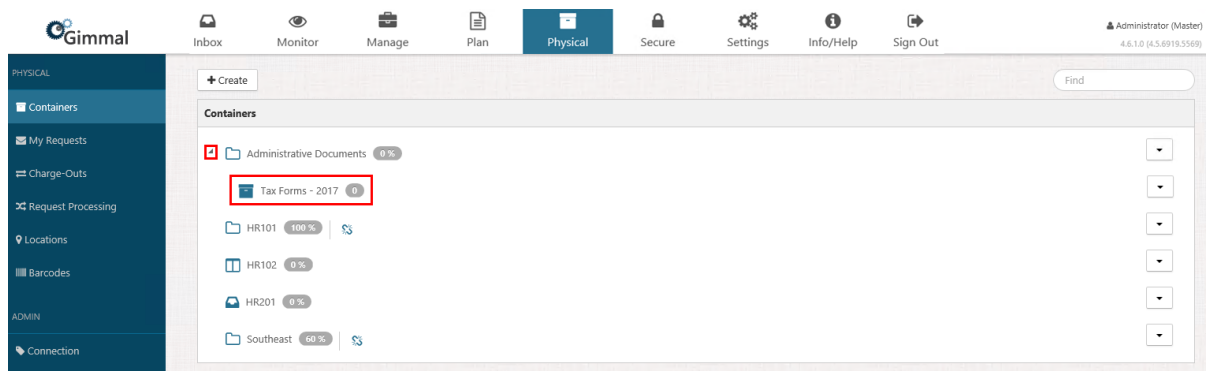 Gimmal
Inbox Monitor Manage Plan Physical Secure Settings Info/Help Sign Out
Administrator (Master)
4.6.1.0 (4.5.6919.5569)
PHYSICAL
Containers
My Requests
Charge-Outs
Request Processing
Locations
Barcodes
ADMIN
Connection
+ Create
Find
Containers
Administrative Documents 0 %
Tax Forms - 2017 0
HR101 100 %
HR102 0 %
HR201 0 %
Southeast 60 %